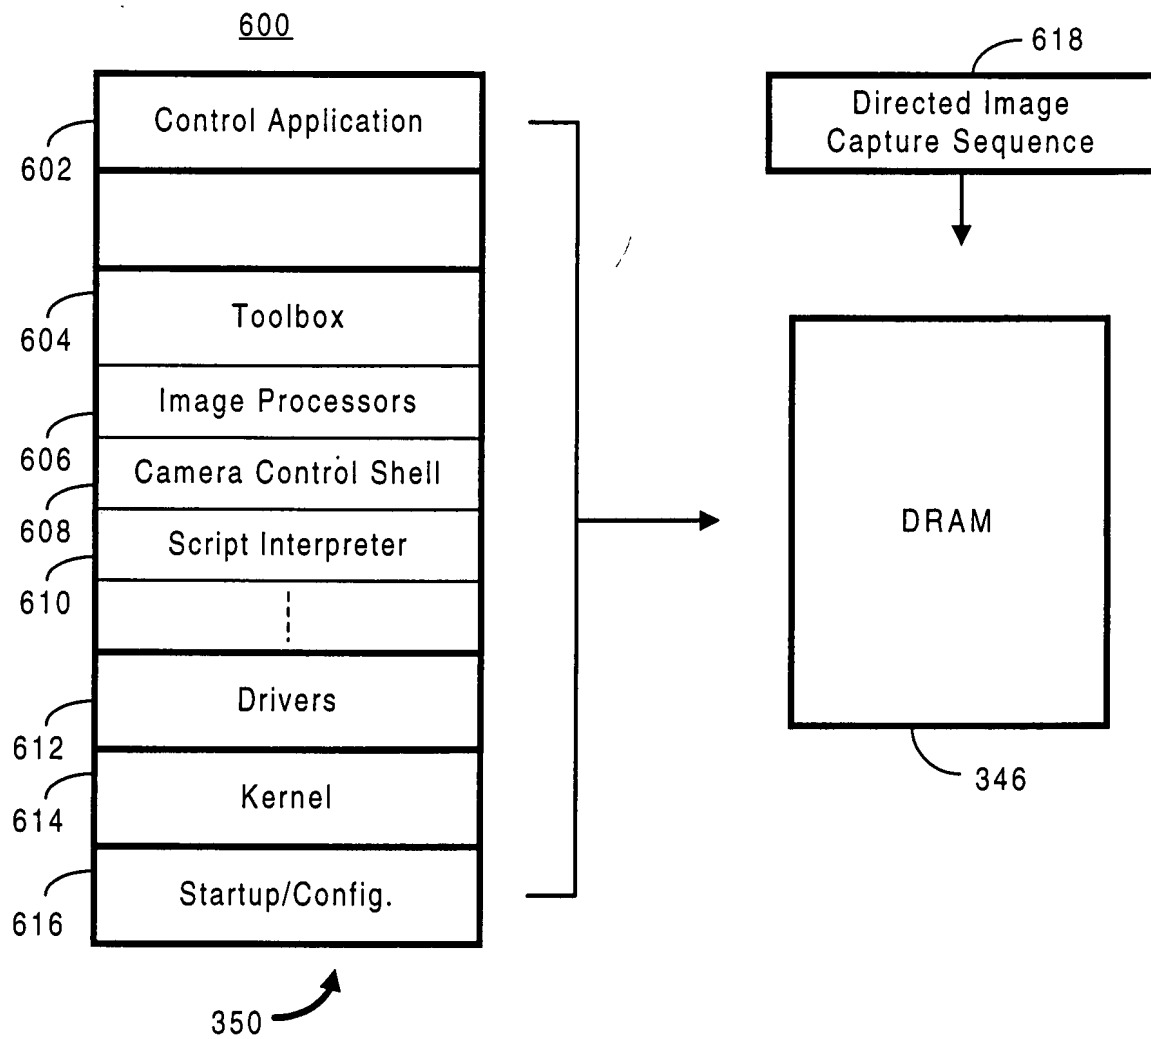 600
618
Control Application
Directed Image
Capture Sequence
602
Toolbox
604
Image Processors
606
Camera Control Shell
608
Script Interpreter
DRAM
610
Drivers
612
346
Kernel
614
Startup/Config.
616
350